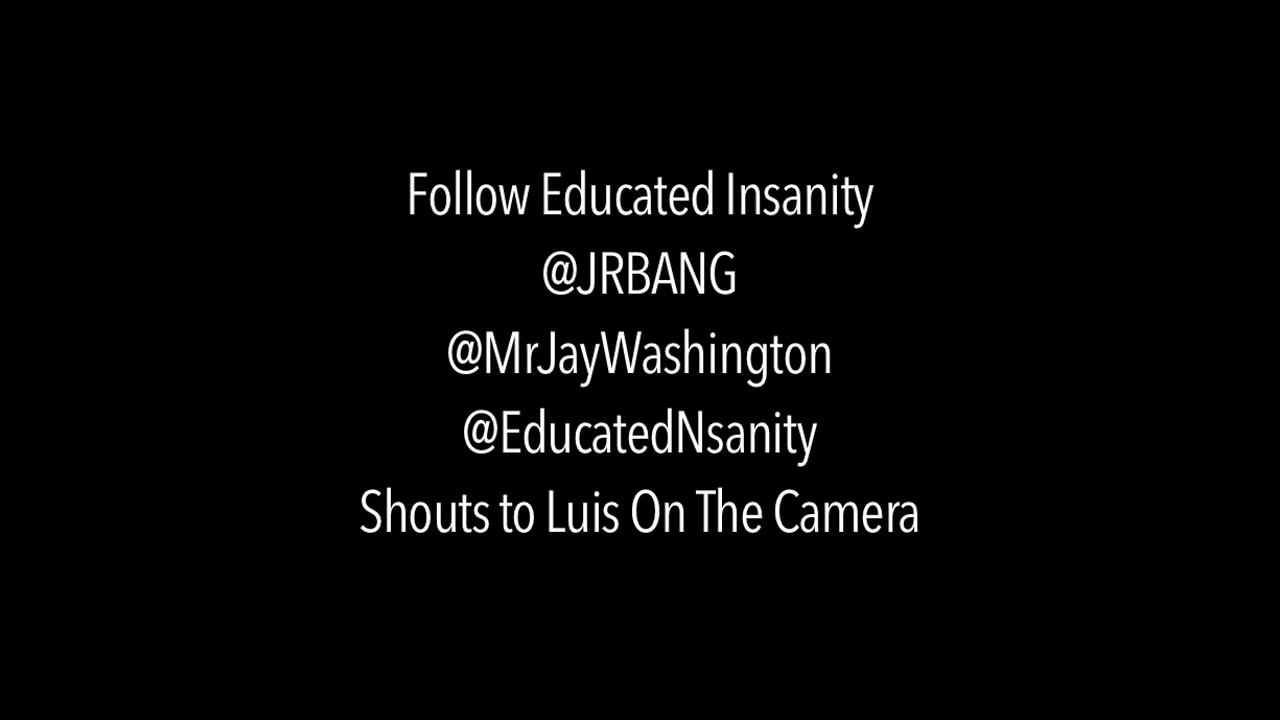 Follow Educated Insanity
@JRBANG
@MrJayWashington
@EducatedNsanity
Shouts to Luis On The Camera